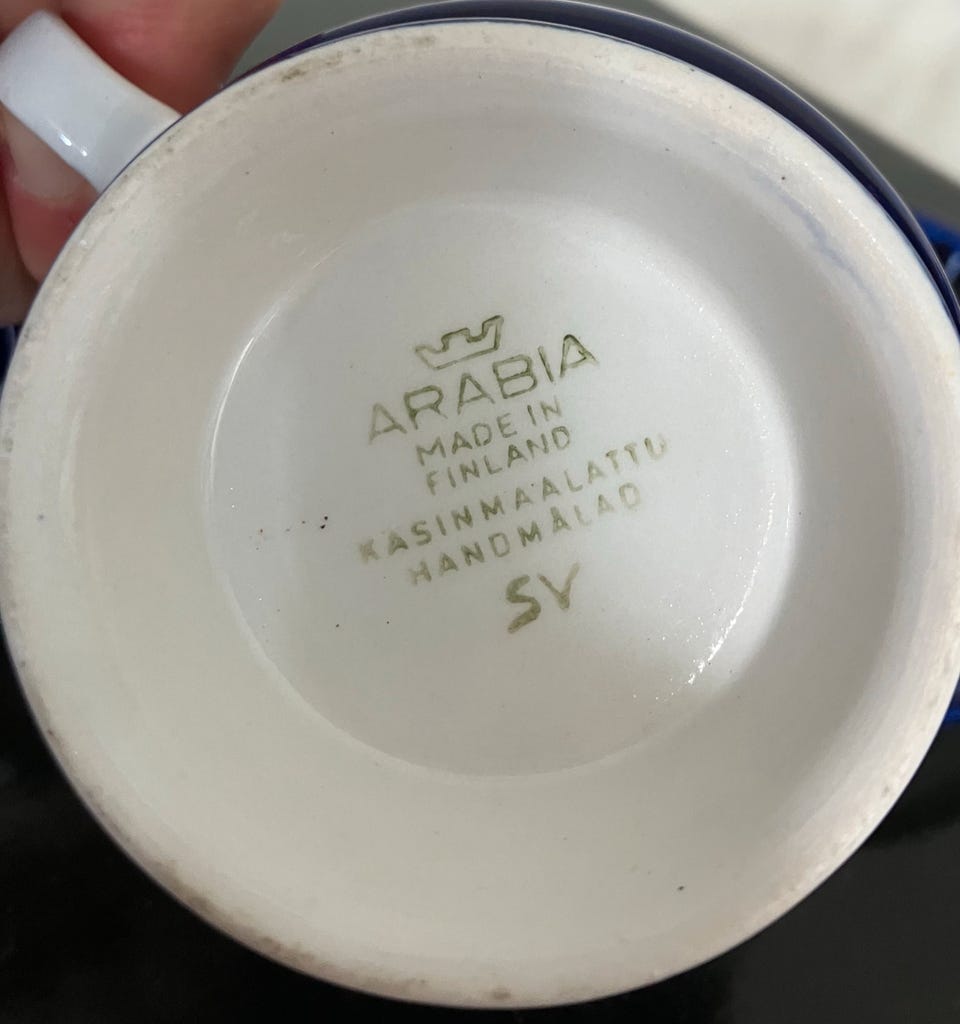 ARABIA
MADE IN
FINLAND
KÄSINMAALATTU
HANDMÅLAD
SV